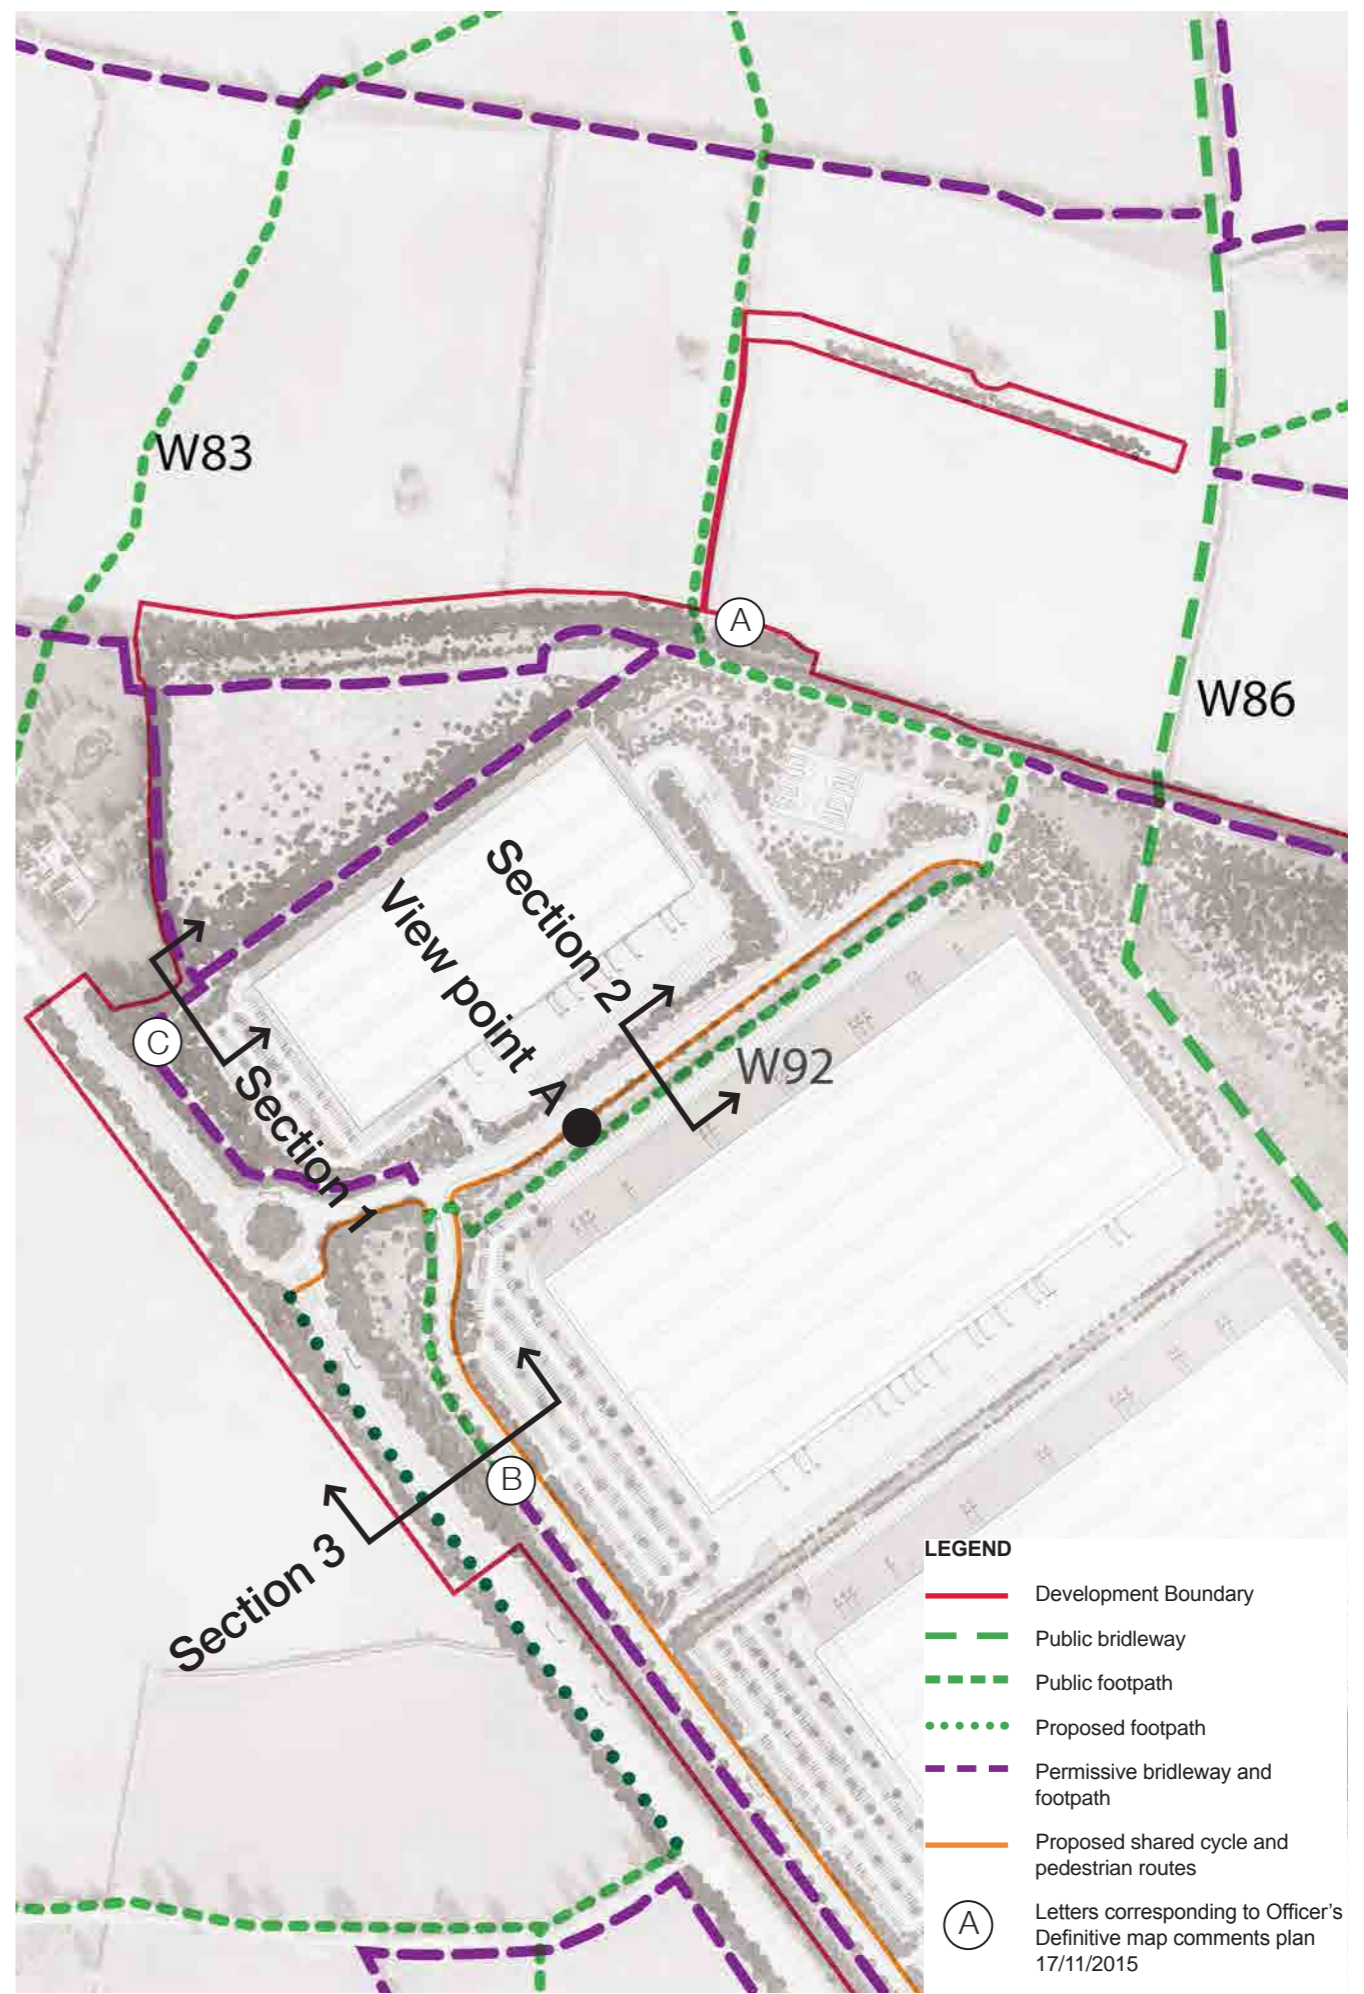 W83
A
W86
Section 2
View point A
W92
C
Section 1
B
Section 3
LEGEND
Development Boundary
Public bridleway
Public footpath
Proposed footpath
Permissive bridleway and
footpath
Proposed shared cycle and
pedestrian routes
A
Letters corresponding to Officer's
Definitive map comments plan
17/11/2015